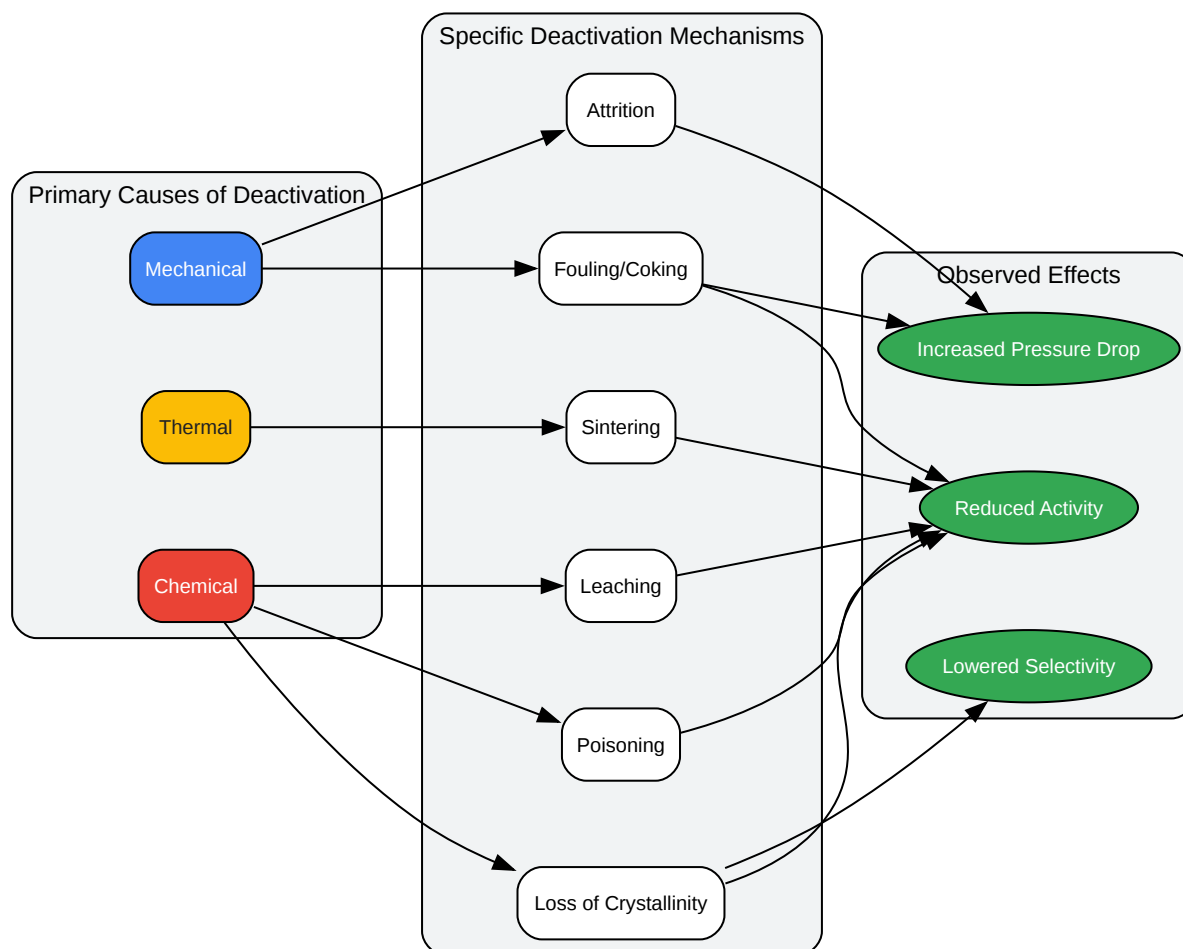 Primary Causes of Deactivation
Mechanical
Thermal
Chemical
Specific Deactivation Mechanisms
Attrition
Fouling/Coking
Sintering
Leaching
Poisoning
Loss of Crystallinity
Observed Effects
Increased Pressure Drop
Reduced Activity
Lowered Selectivity